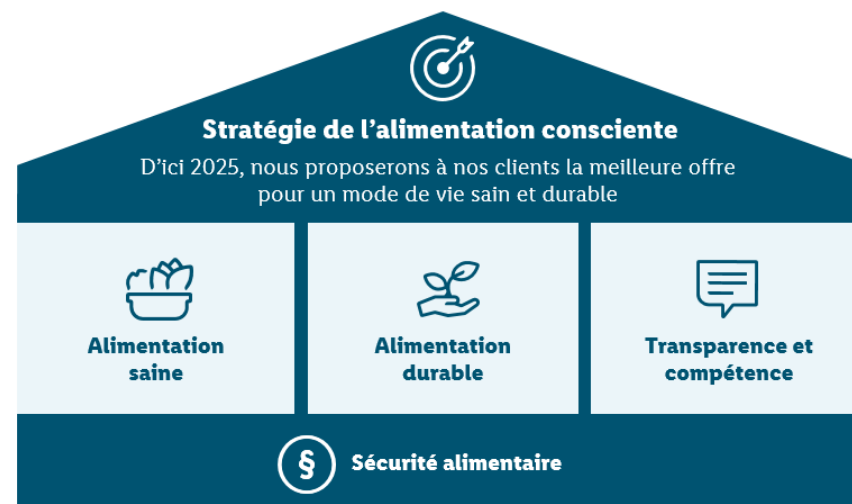 Stratégie de l’alimentation consciente
D’ici 2025, nous proposerons à nos clients la meilleure offre
pour un mode de vie sain et durable
Alimentation
saine
Alimentation
durable
Transparence et
compétence
§ Sécurité alimentaire